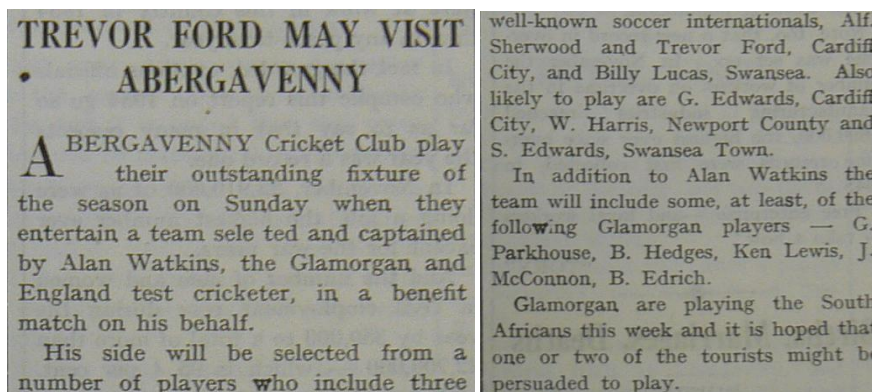 TREVOR FORD MAY VISIT
• ABERGAVENNY
ABERGAVENNY Cricket Club play
their outstanding fixture of
the season on Sunday when they
entertain a team sele ted and captained
by Alan Watkins, the Glamorgan and
England test cricketer, in a benefit
match on his behalf.
His side will be selected from a
number of players who include three
well-known soccer internationals, Alf.
Sherwood and Trevor Ford, Cardiff
City, and Billy Lucas, Swansea. Also
likely to play are G. Edwards, Cardiff
City, W. Harris, Newport County and
S. Edwards, Swansea Town.
In addition to Alan Watkins the
team will include some, at least, of the
following Glamorgan players — G.
Parkhouse, B. Hedges, Ken Lewis, J.
McConnon, B. Edrich.
Glamorgan are playing the South
Africans this week and it is hoped that
one or two of the tourists might be
persuaded to play.